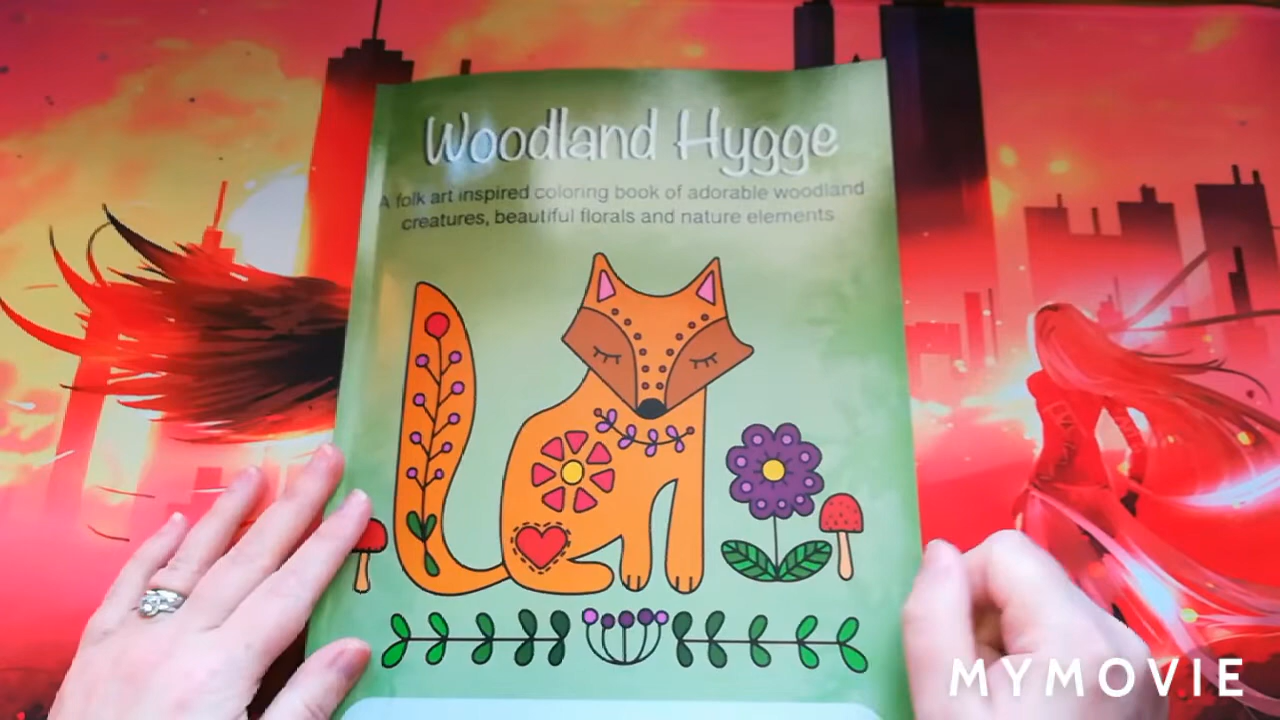 Woodland Hygge
A folk art inspired coloring book of adorable woodland
creatures, beautiful florals and nature elements
MYMOVIE